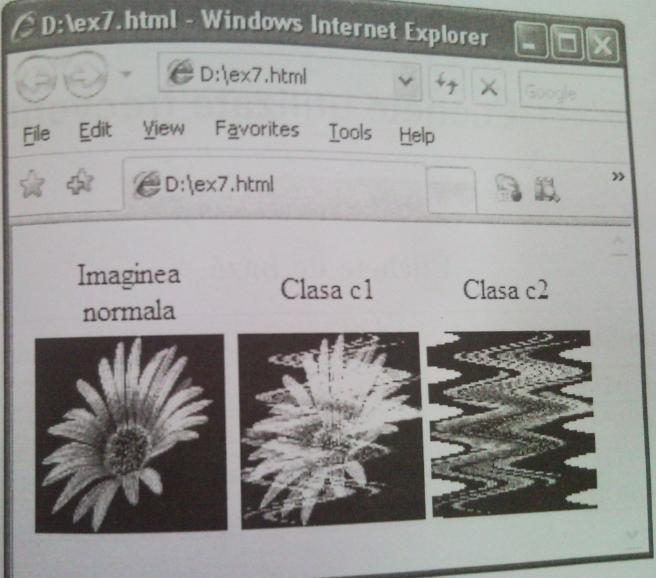 D:\ex7.html - Windows Internet Explorer
D:\ex7.html
Google
File Edit View Favorites Tools Help
D:\ex7.html
»
Imaginea
normala
Clasa c1
Clasa c2